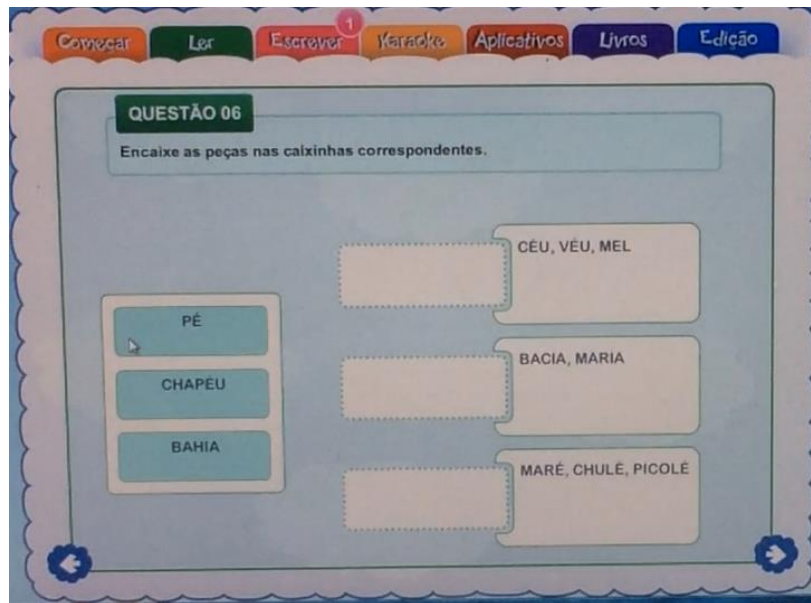 Começar
Ler
Escrever
1
Karaoke
Aplicativos
Livros
Edição
QUESTÃO 06
Encaixe as peças nas caixinhas correspondentes.
PÉ
CHAPÉU
BAHIA
CÉU, VÉU, MEL
BACIA, MARIA
MARÉ, CHULÉ, PICOLÉ